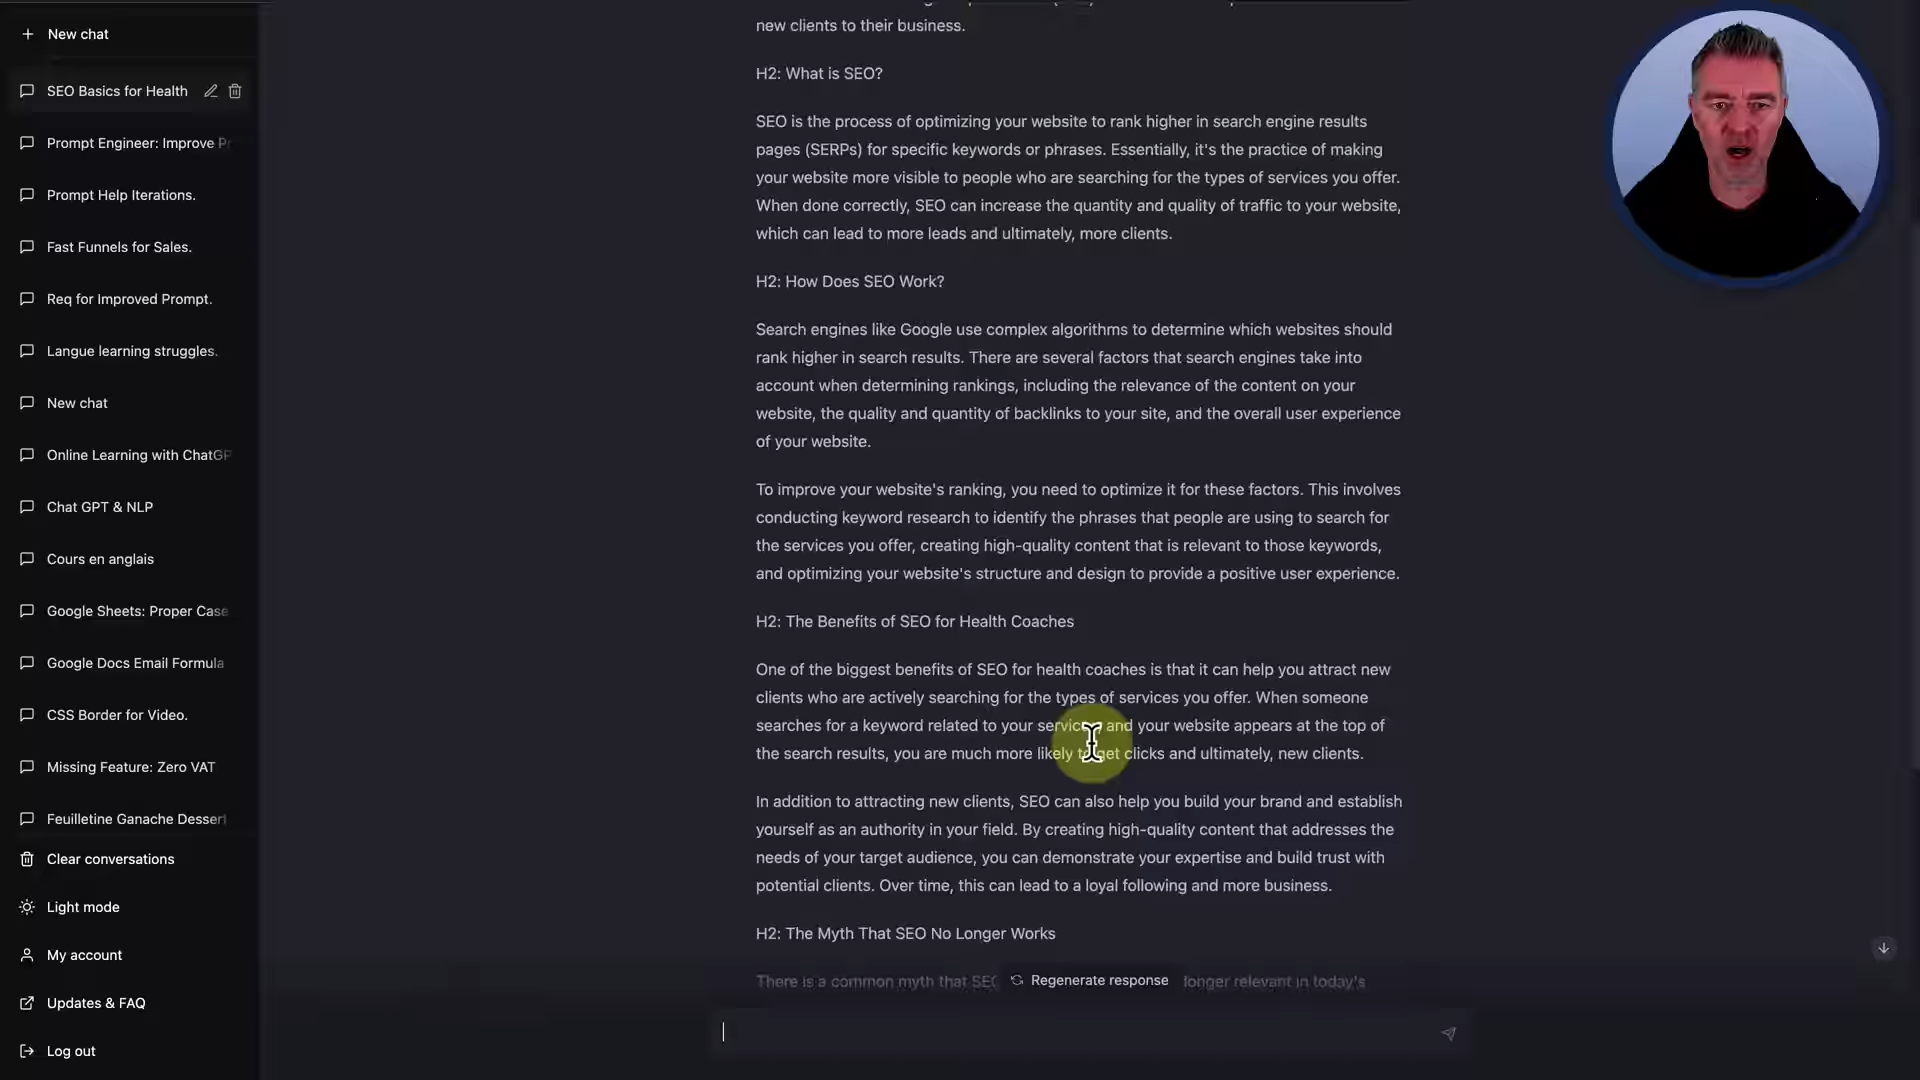 New chat
SEO Basics for Health
Prompt Engineer: Improve Pr
Prompt Help Iterations.
Fast Funnels for Sales.
Req for Improved Prompt.
Langue learning struggles.
New chat
Online Learning with ChatGP
Chat GPT & NLP
Cours en anglais
Google Sheets: Proper Case
Google Docs Email Formula
CSS Border for Video.
Missing Feature: Zero VAT
Feuilletine Ganache Dessert
Clear conversations
Light mode
My account
Updates & FAQ
Log out
new clients to their business.
H2: What is SEO?
SEO is the process of optimizing your website to rank higher in search engine results
pages (SERPs) for specific keywords or phrases. Essentially, it's the practice of making
your website more visible to people who are searching for the types of services you offer.
When done correctly, SEO can increase the quantity and quality of traffic to your website,
which can lead to more leads and ultimately, more clients.
H2: How Does SEO Work?
Search engines like Google use complex algorithms to determine which websites should
rank higher in search results. There are several factors that search engines take into
account when determining rankings, including the relevance of the content on your
website, the quality and quantity of backlinks to your site, and the overall user experience
of your website.
To improve your website's ranking, you need to optimize it for these factors. This involves
conducting keyword research to identify the phrases that people are using to search for
the services you offer, creating high-quality content that is relevant to those keywords,
and optimizing your website's structure and design to provide a positive user experience.
H2: The Benefits of SEO for Health Coaches
One of the biggest benefits of SEO for health coaches is that it can help you attract new
clients who are actively searching for the types of services you offer. When someone
searches for a keyword related to your services and your website appears at the top of
the search results, you are much more likely to get clicks and ultimately, new clients.
In addition to attracting new clients, SEO can also help you build your brand and establish
yourself as an authority in your field. By creating high-quality content that addresses the
needs of your target audience, you can demonstrate your expertise and build trust with
potential clients. Over time, this can lead to a loyal following and more business.
H2: The Myth That SEO No Longer Works
There is a common myth that SEO longer relevant in today's
Regenerate response